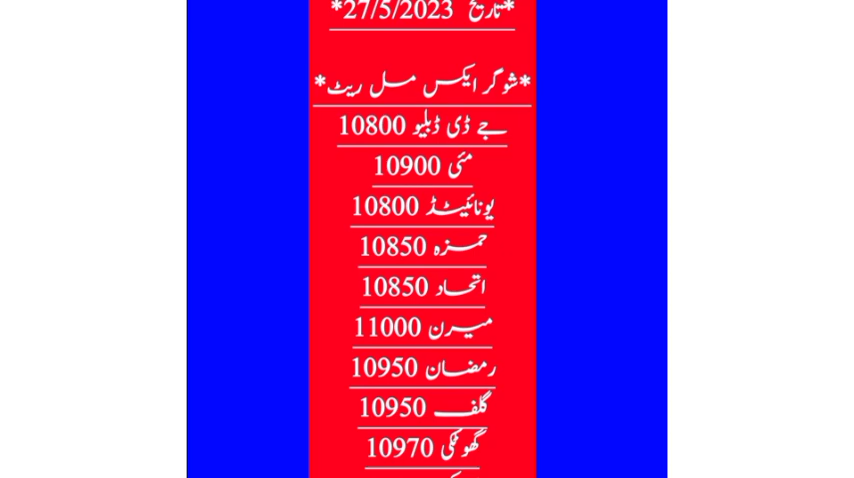 *تاریخ 27/5/2023*
*شوگر ایکس مل ریٹ*
جے ڈی ڈبلیو 10800
مئی 10900
یونائیٹڈ 10800
حمزہ 10850
اتحاد 10850
میرن 11000
رمضان 10950
گلف 10950
گھوٹکی 10970